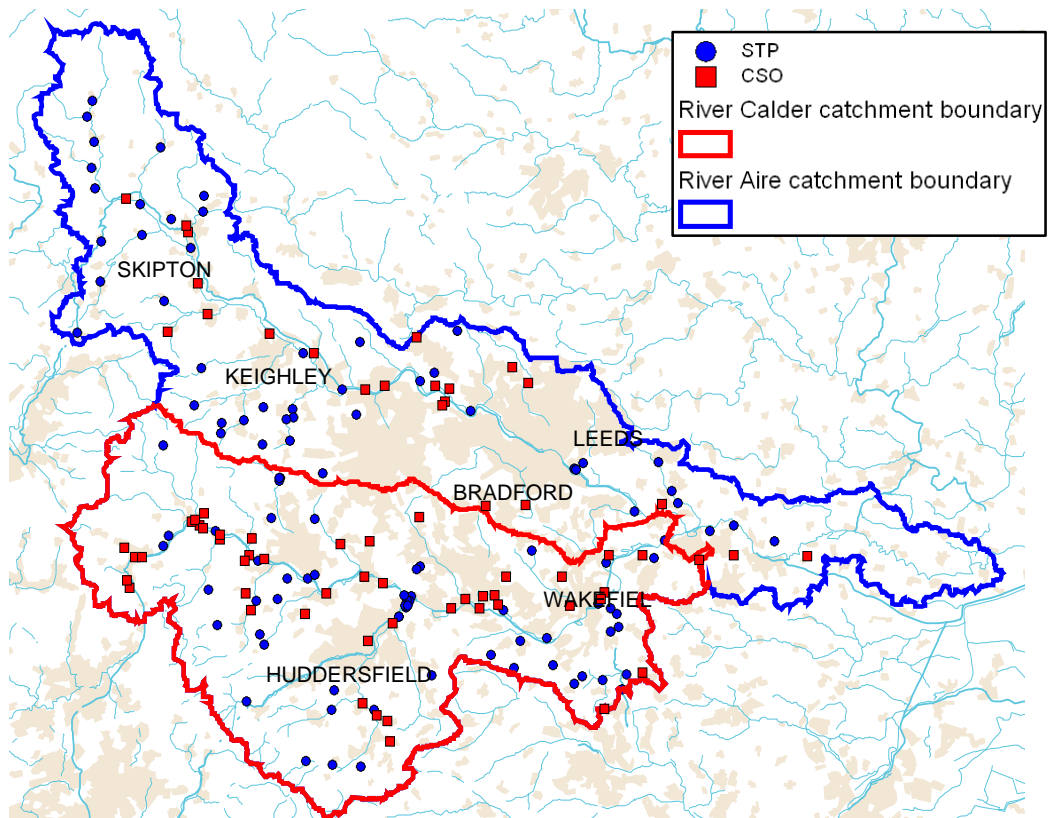 STP
CSO
River Calder catchment boundary
River Aire catchment boundary
SKIPTON
KEIGHLEY
LEEDS
BRADFORD
WAKEFIEL
HUDDERSFIELD